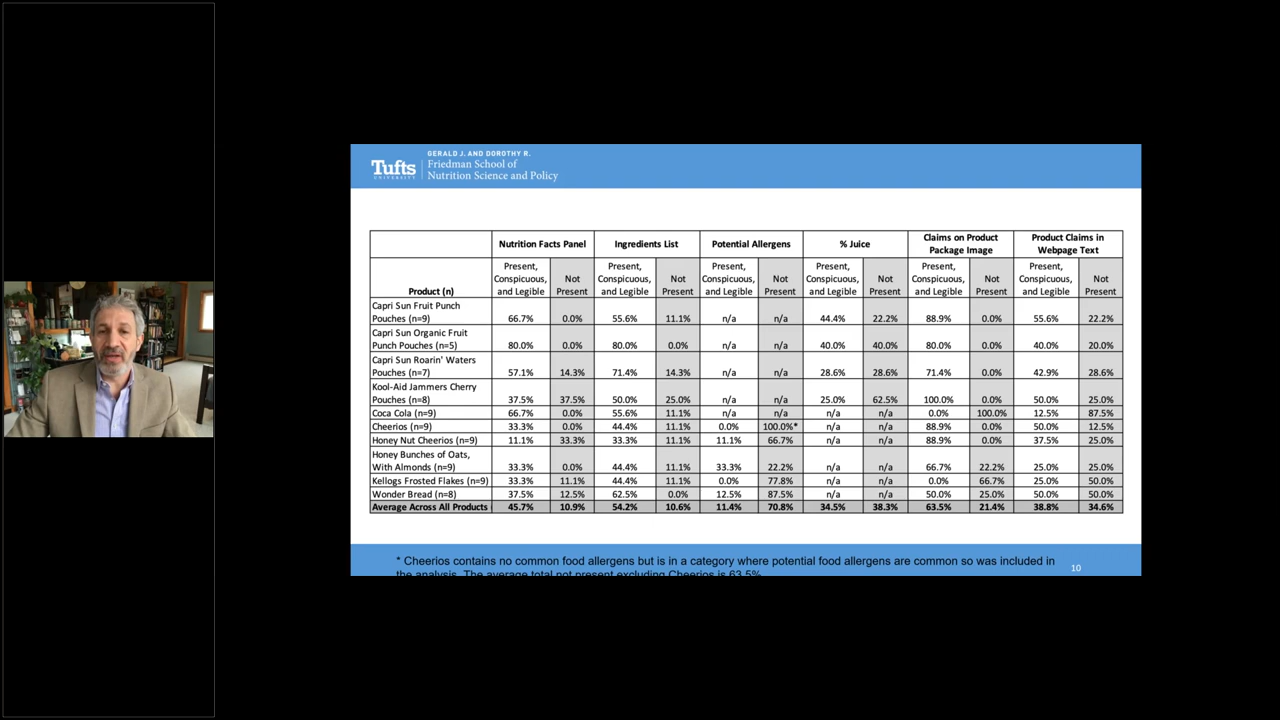 GERALD J. AND DOROTHY R.
Tufts
UNIVERSITY
Friedman School of
Nutrition Science and Policy
Nutrition Facts Panel Ingredients List Potential Allergens % Juice Claims on Product Package Image Product Claims in Webpage Text
Product (n) Present, Conspicuous, and Legible Not Present Present, Conspicuous, and Legible Not Present Present, Conspicuous, and Legible Not Present Present, Conspicuous, and Legible Not Present Present, Conspicuous, and Legible Not Present Present, Conspicuous, and Legible Not Present
Capri Sun Fruit Punch
Pouches (n=9) 66.7% 0.0% 55.6% 11.1% n/a n/a 44.4% 22.2% 88.9% 0.0% 55.6% 22.2%
Capri Sun Organic Fruit
Punch Pouches (n=5) 80.0% 0.0% 80.0% 0.0% n/a n/a 40.0% 40.0% 80.0% 0.0% 40.0% 20.0%
Capri Sun Roarin' Waters
Pouches (n=7) 57.1% 14.3% 71.4% 14.3% n/a n/a 28.6% 28.6% 71.4% 0.0% 42.9% 28.6%
Kool-Aid Jammers Cherry
Pouches (n=8) 37.5% 37.5% 50.0% 25.0% n/a n/a 25.0% 62.5% 100.0% 0.0% 50.0% 25.0%
Coca Cola (n=9) 66.7% 0.0% 55.6% 11.1% n/a n/a n/a n/a 0.0% 100.0% 12.5% 87.5%
Cheerios (n=9) 33.3% 0.0% 44.4% 11.1% 0.0% 100.0%* n/a n/a 88.9% 0.0% 50.0% 12.5%
Honey Nut Cheerios (n=9) 11.1% 33.3% 33.3% 11.1% 11.1% 66.7% n/a n/a 88.9% 0.0% 37.5% 25.0%
Honey Bunches of Oats,
With Almonds (n=9) 33.3% 0.0% 44.4% 11.1% 33.3% 22.2% n/a n/a 66.7% 22.2% 25.0% 25.0%
Kellogs Frosted Flakes (n=9) 33.3% 11.1% 44.4% 11.1% 0.0% 77.8% n/a n/a 0.0% 66.7% 25.0% 50.0%
Wonder Bread (n=8) 37.5% 12.5% 62.5% 0.0% 12.5% 87.5% n/a n/a 50.0% 25.0% 50.0% 50.0%
Average Across All Products 45.7% 10.9% 54.2% 10.6% 11.4% 70.8% 34.5% 38.3% 63.5% 21.4% 38.8% 34.6%
* Cheerios contains no common food allergens but is in a category where potential food allergens are common so was included in
the analysis. The average total not present excluding Cheerios is 63.5%
10